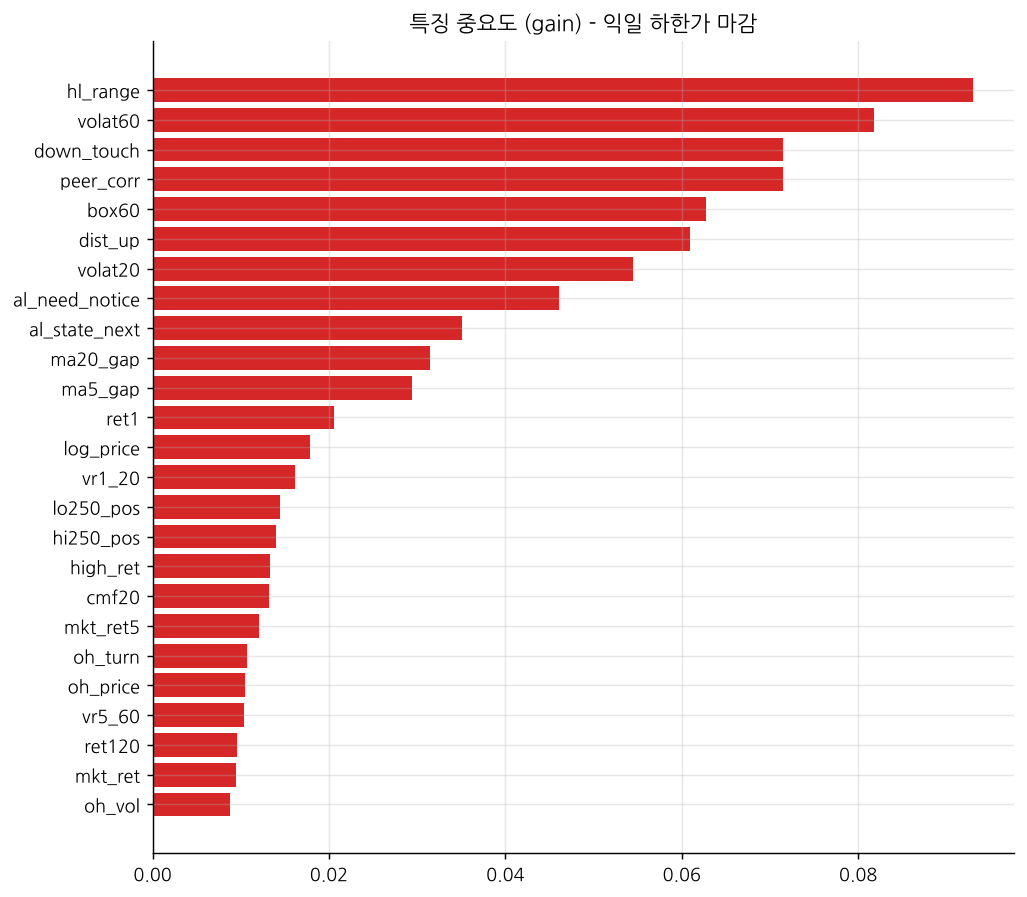 특징 중요도 (gain) - 익일 하한가 마감
hl_range
volat60
down_touch
peer_corr
box60
dist_up
volat20
al_need_notice
al_state_next
ma20_gap
ma5_gap
ret1
log_price
vr1_20
lo250_pos
hi250_pos
high_ret
cmf20
mkt_ret5
oh_turn
oh_price
vr5_60
ret120
mkt_ret
oh_vol
0.00 0.02 0.04 0.06 0.08